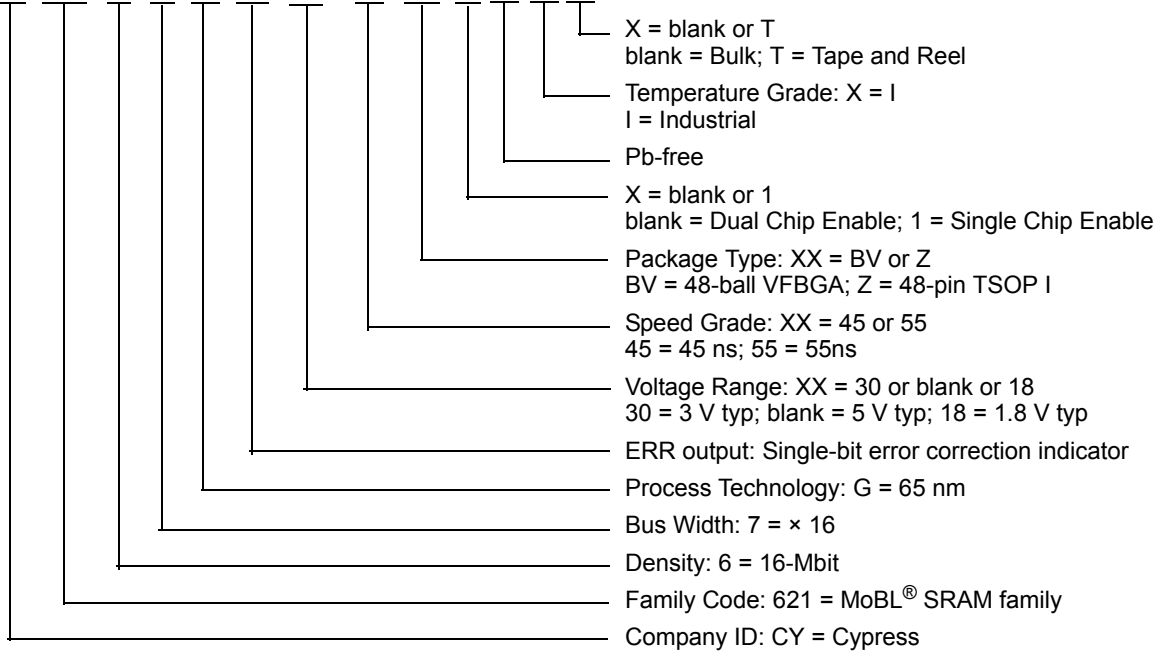 X = blank or T
blank = Bulk; T = Tape and Reel
Temperature Grade: X = I
I = Industrial
Pb-free
X = blank or 1
blank = Dual Chip Enable; 1 = Single Chip Enable
Package Type: XX = BV or Z
BV = 48-ball VFBGA; Z = 48-pin TSOP I
Speed Grade: XX = 45 or 55
45 = 45 ns; 55 = 55ns
Voltage Range: XX = 30 or blank or 18
30 = 3 V typ; blank = 5 V typ; 18 = 1.8 V typ
ERR output: Single-bit error correction indicator
Process Technology: G = 65 nm
Bus Width: 7 = × 16
Density: 6 = 16-Mbit
Family Code: 621 = MoBL® SRAM family
Company ID: CY = Cypress